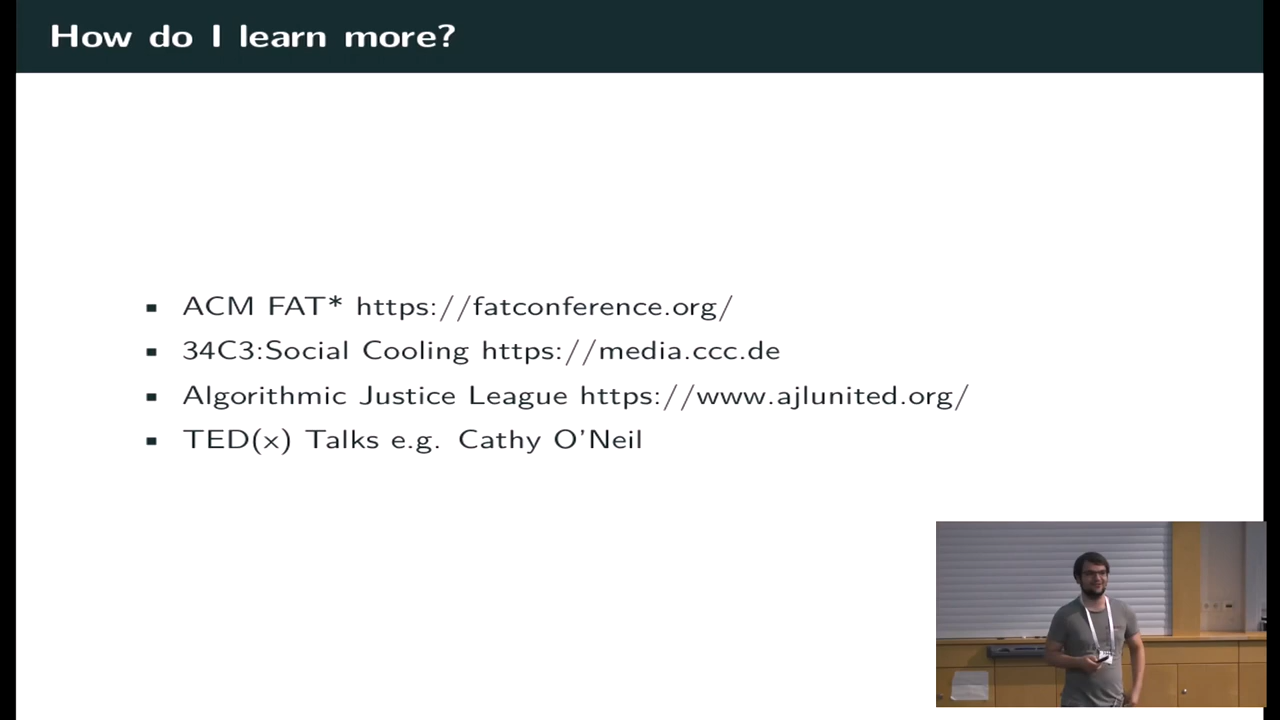 How do I learn more?
ACM FAT* https://fatconference.org/
34C3:Social Cooling https://media.ccc.de
Algorithmic Justice League https://www.ajlunited.org/
TED(x) Talks e.g. Cathy O'Neil